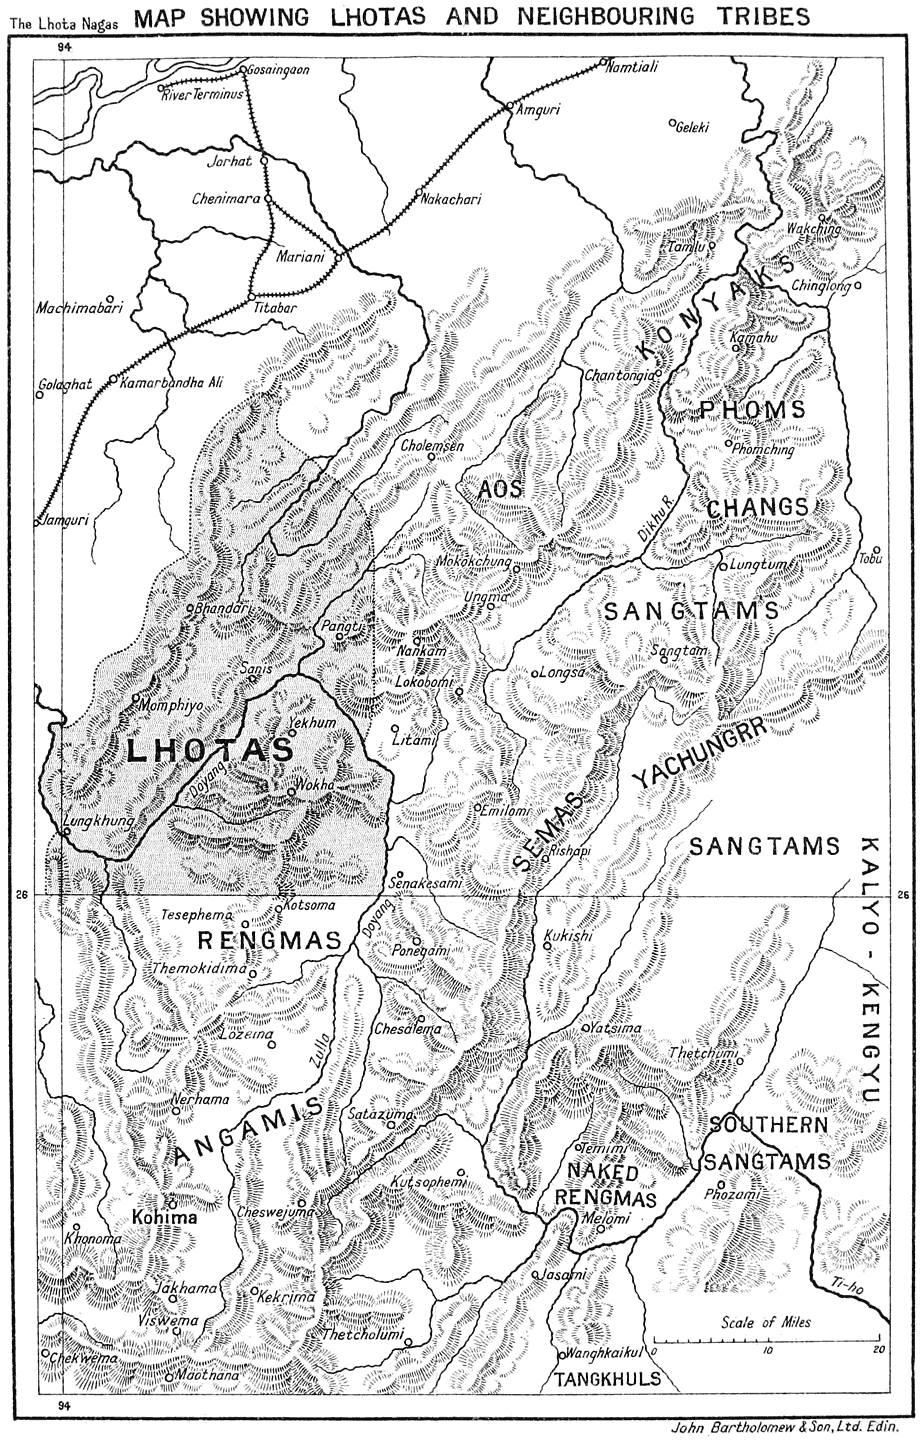 The Lhota Nagas MAP SHOWING LHOTAS AND NEIGHBOURING TRIBES
94
Gosaingaon
Namtiali
River Terminus
Amguri
Geleki
Jorhat
Chenimara
Nakachari
Wakching
Tamlu
Mariani
KONYAKS
Chinglong
Machimabari
Titabar
Kamahu
Golaghat
Kamarbandha Ali
Chantongia
PHOMS
Cholemsen
Phomching
AOS
CHANGS
Jamguri
Dikhu R.
Tobu
Mokokchung
Lungtum
Bhandari
Ungma
SANGTAMS
Pangti
Nankam
Sangtam
Sanis
Longsa
Lokobomi
Momphiyo
Yekhum
Litami
YACHUNGRR
LHOTAS
Doyang
Wokha
Emilomi
SEMAS
Lungkhung
Rishapi
SANGTAMS
KALYO-KENGYU
Senakesami
26
26
Tesephema
Kotsoma
Doyang
RENGMAS
Ponegami
Kukishi
Themokidima
Chesalema
Yatsima
Lozema
Zulla
Thetchumi
Nerhama
ANGAMIS
Satazuma
SOUTHERN
SANGTAMS
Temimi
NAKED
RENGMAS
Kutsophemi
Phozami
Kohima
Cheswejuma
Melomi
Khonoma
Jasami
Jakhama
Kekrima
Ti-ho
Viswema
Thetcholumi
Scale of Miles
0 10 20
Chekwema
Wanghkaikul
Maothana
TANGKHULS
94
John Bartholomew & Son, Ltd. Edin.